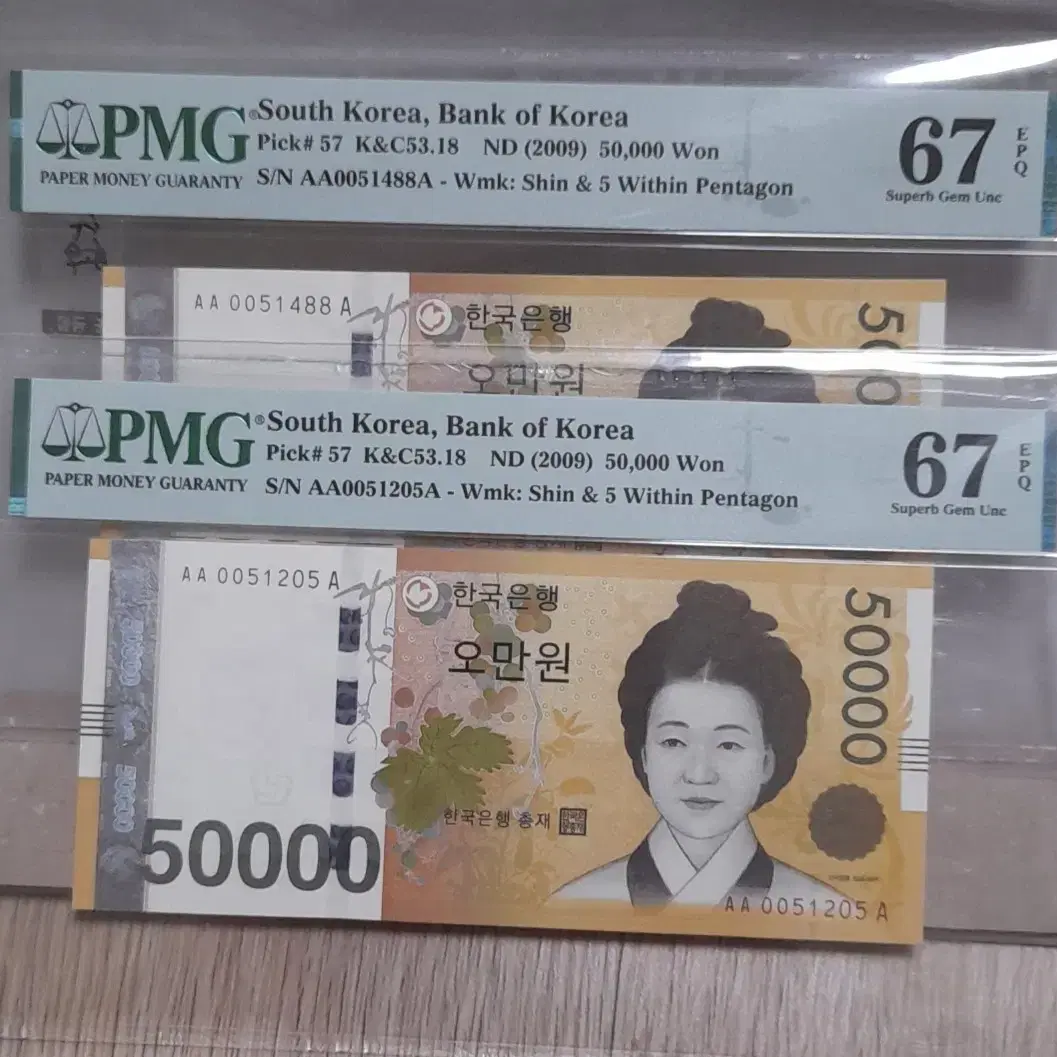 PMG® South Korea, Bank of Korea
Pick# 57 K&C53.18 ND (2009) 50,000 Won
PAPER MONEY GUARANTY S/N AA0051488A - Wmk: Shin & 5 Within Pentagon
67 EPQ
Superb Gem Unc
AA 0051488 A
한국은행
오만원
PMG® South Korea, Bank of Korea
Pick# 57 K&C53.18 ND (2009) 50,000 Won
PAPER MONEY GUARANTY S/N AA0051205A - Wmk: Shin & 5 Within Pentagon
67 EPQ
Superb Gem Unc
AA 0051205 A
한국은행
오만원
50000
한국은행 총재
50000
AA 0051205 A